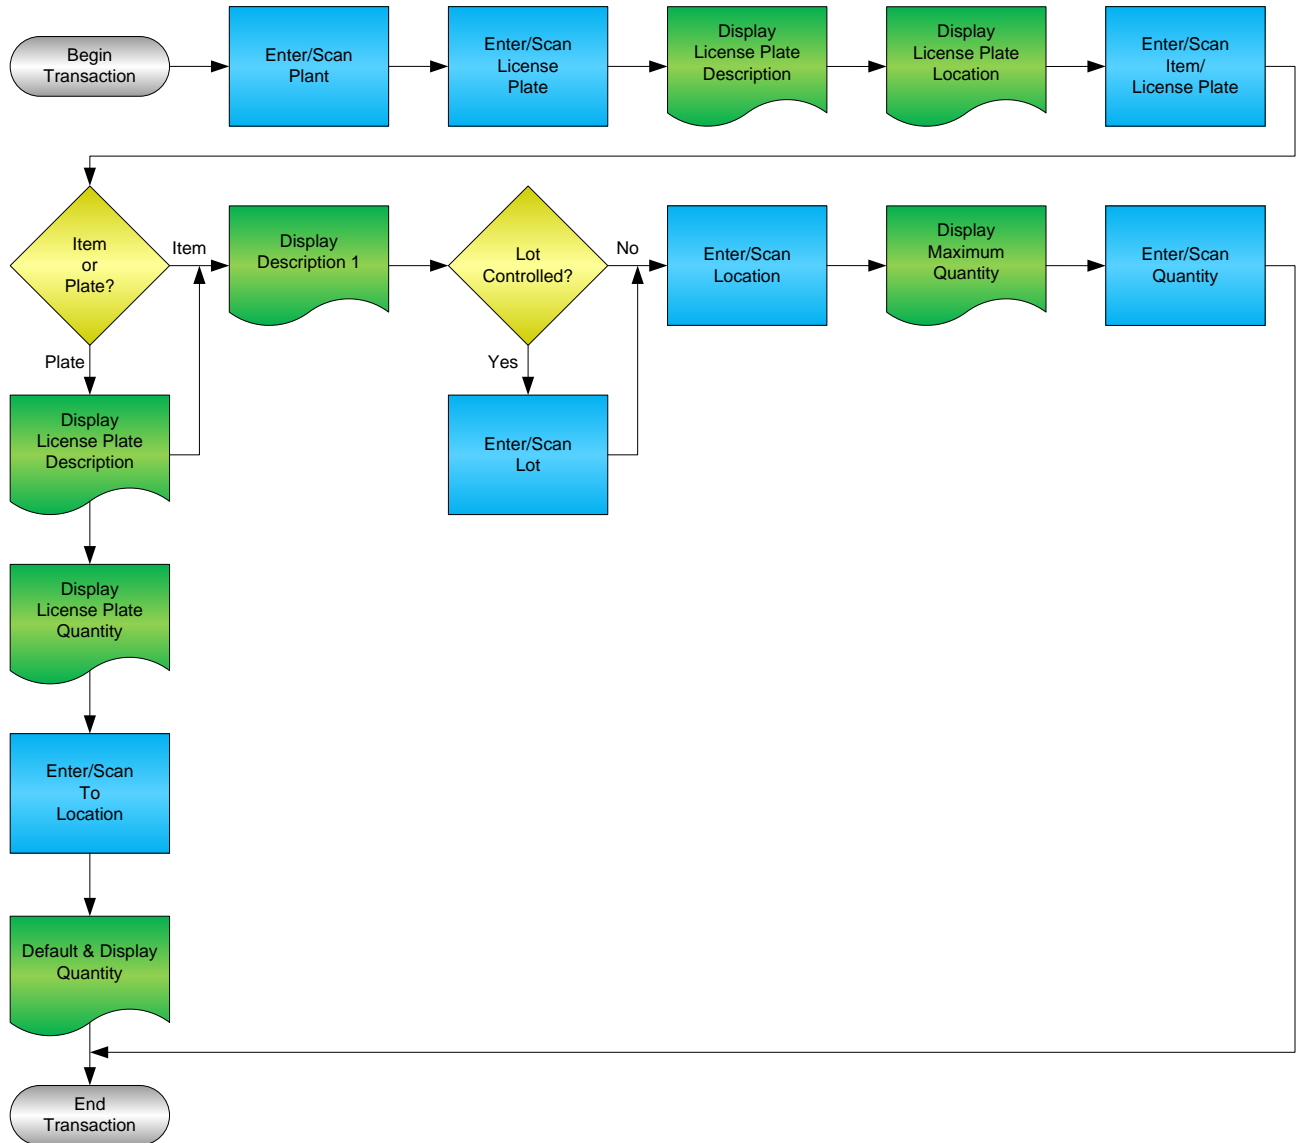 Begin
Transaction
Enter/Scan
Plant
Enter/Scan
License
Plate
Display
License Plate
Description
Display
License Plate
Location
Enter/Scan
Item/
License Plate
Item
or
Plate?
Item
Display
Description 1
Lot
Controlled?
No
Enter/Scan
Location
Display
Maximum
Quantity
Enter/Scan
Quantity
Plate
Yes
Display
License Plate
Description
Enter/Scan
Lot
Display
License Plate
Quantity
Enter/Scan
To
Location
Default & Display
Quantity
End
Transaction